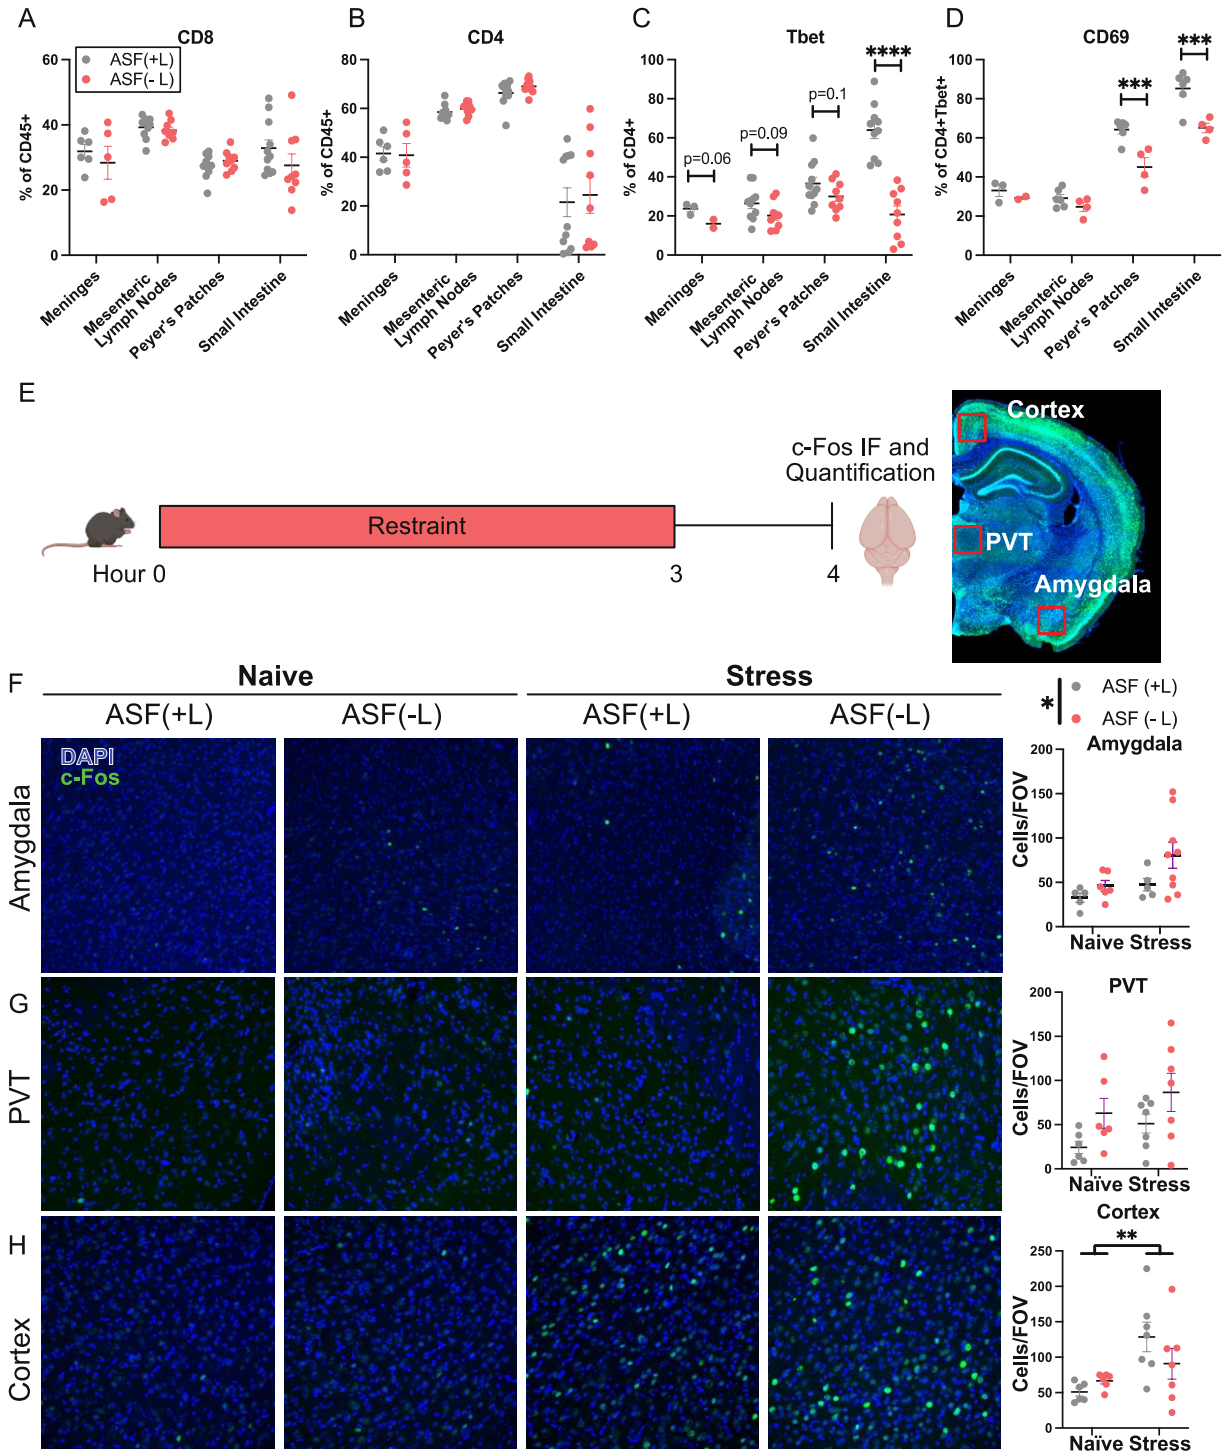 A
CD8
ASF(+L)
ASF(- L)
% of CD45+
60
40
20
0
Meninges
Mesenteric
Lymph Nodes
Peyer's Patches
Small Intestine
B
CD4
% of CD45+
80
60
40
20
0
Meninges
Mesenteric
Lymph Nodes
Peyer's Patches
Small Intestine
C
Tbet
% of CD4+
100
80
60
40
20
0
p=0.06
p=0.09
p=0.1
****
Meninges
Mesenteric
Lymph Nodes
Peyer's Patches
Small Intestine
D
CD69
% of CD4+Tbet+
100
80
60
40
20
0
***
***
Meninges
Mesenteric
Lymph Nodes
Peyer's Patches
Small Intestine
E
Restraint
Hour 0
3
4
c-Fos IF and
Quantification
Cortex
PVT
Amygdala
F
Naive
Stress
ASF(+L)
ASF(-L)
ASF(+L)
ASF(-L)
DAPI
c-Fos
Amygdala
*
ASF (+L)
ASF (- L)
Amygdala
Cells/FOV
200
150
100
50
0
Naive Stress
G
PVT
PVT
Cells/FOV
200
150
100
50
0
Naïve Stress
H
Cortex
Cortex
**
Cells/FOV
250
200
150
100
50
0
Naïve Stress